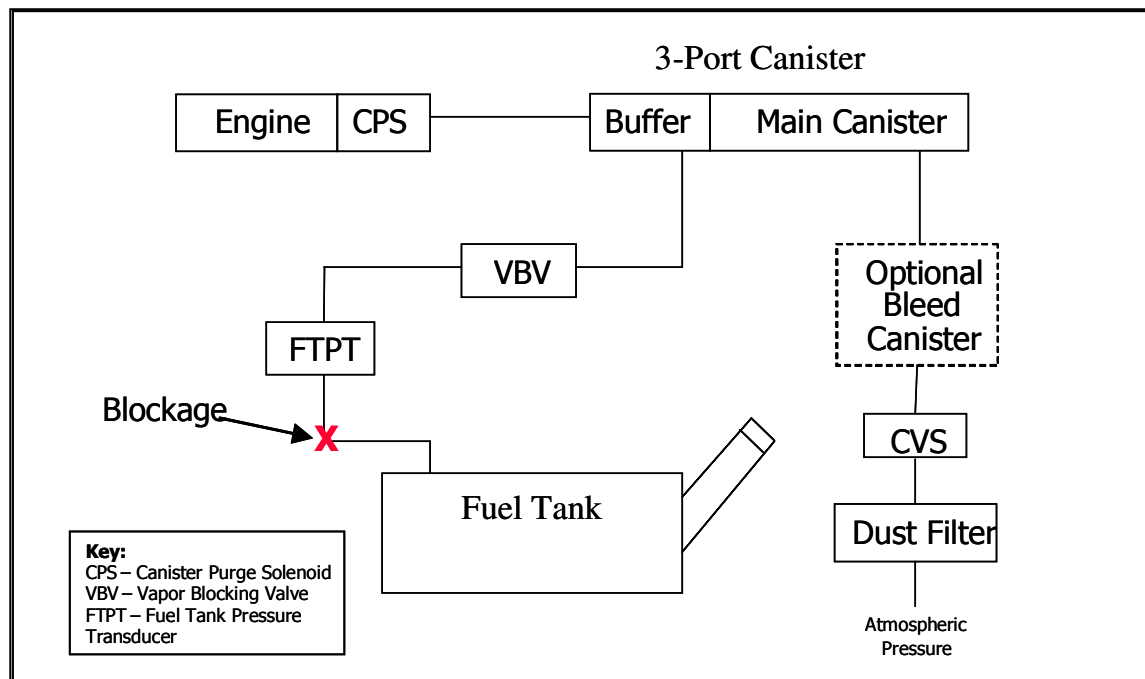 3-Port Canister
Engine
CPS
Buffer
Main Canister
VBV
Optional
Bleed
Canister
FTPT
Blockage
X
CVS
Fuel Tank
Dust Filter
Key:
CPS – Canister Purge Solenoid
VBV – Vapor Blocking Valve
FTPT – Fuel Tank Pressure
Transducer
Atmospheric
Pressure